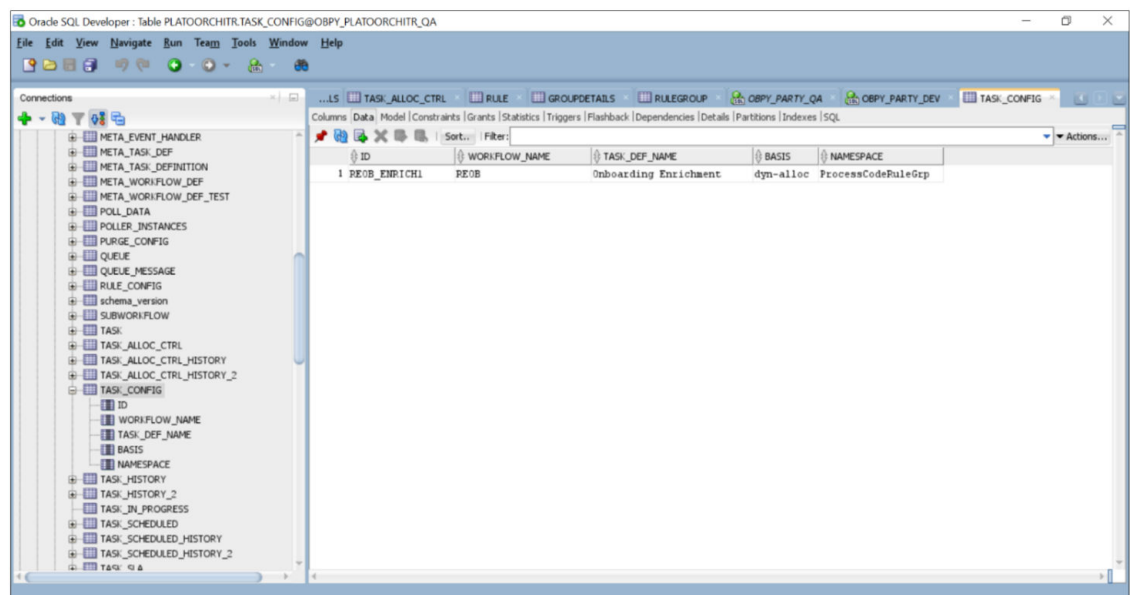 Oracle SQL Developer : Table PLATOORCHITR.TASK_CONFIG@OBPY_PLATOORCHITR_QA
File Edit View Navigate Run Team Tools Window Help
Connections
...LS TASK_ALLOC_CTRL RULE GROUPDETAILS RULEGROUP OBPY_PARTY_QA OBPY_PARTY_DEV TASK_CONFIG
Columns Data Model Constraints Grants Statistics Triggers Flashback Dependencies Details Partitions Indexes SQL
Sort.. Filter: Actions...
ID WORKFLOW_NAME TASK_DEF_NAME BASIS NAMESPACE
1 REOB_ENRICH1 REOB Onboarding Enrichment dyn-alloc ProcessCodeRuleGrp
META_EVENT_HANDLER
META_TASK_DEF
META_TASK_DEFINITION
META_WORKFLOW_DEF
META_WORKFLOW_DEF_TEST
POLL_DATA
POLLER_INSTANCES
PURGE_CONFIG
QUEUE
QUEUE_MESSAGE
RULE_CONFIG
schema_version
SUBWORKFLOW
TASK
TASK_ALLOC_CTRL
TASK_ALLOC_CTRL_HISTORY
TASK_ALLOC_CTRL_HISTORY_2
TASK_CONFIG
ID
WORKFLOW_NAME
TASK_DEF_NAME
BASIS
NAMESPACE
TASK_HISTORY
TASK_HISTORY_2
TASK_IN_PROGRESS
TASK_SCHEDULED
TASK_SCHEDULED_HISTORY
TASK_SCHEDULED_HISTORY_2
TASK_SLA